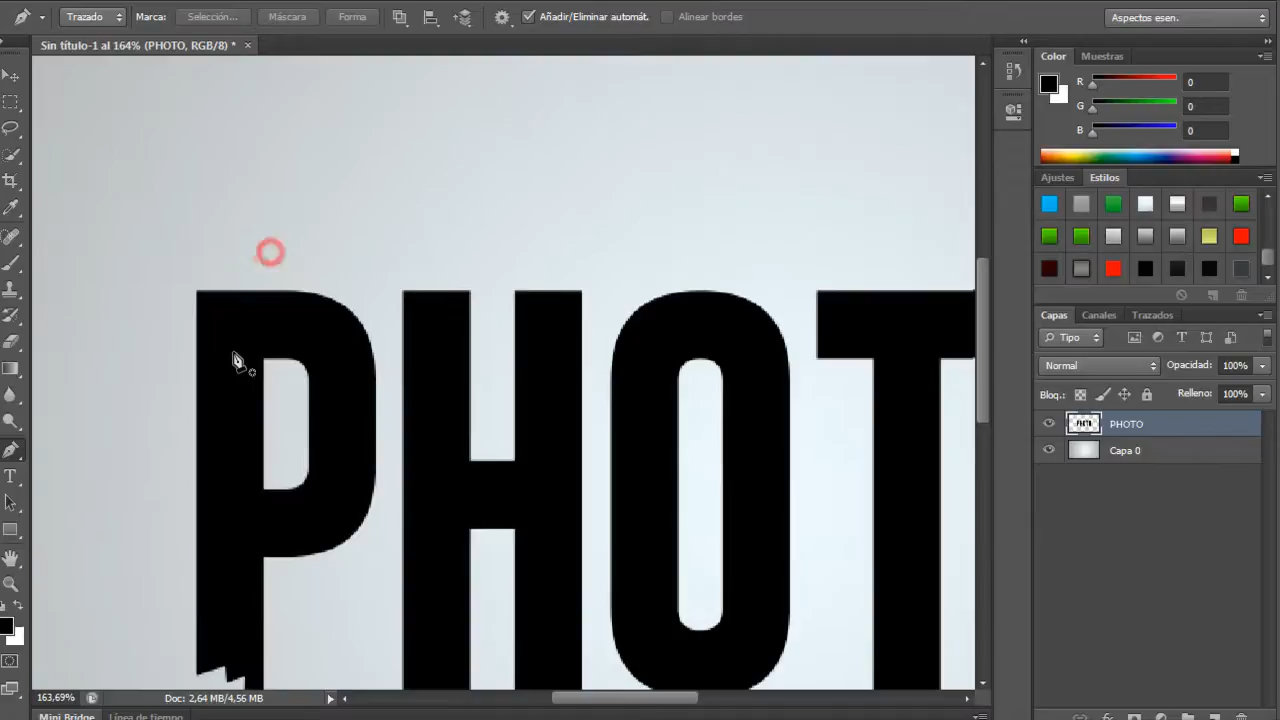 Trazado Marca: Selección... Máscara Forma Añadir/Eliminar automát. Alinear bordes Aspectos esen.
Sin título-1 al 164% (PHOTO, RGB/8) * ×
Color Muestras
R 0
G 0
B 0
Ajustes Estilos
PHOT
Capas Canales Trazados
Tipo
Normal Opacidad: 100%
Bloq.: Relleno: 100%
PHOTO
Capa 0
163,69% Doc: 2,64 MB/4,56 MB
Mini Bridge Línea de tiempo